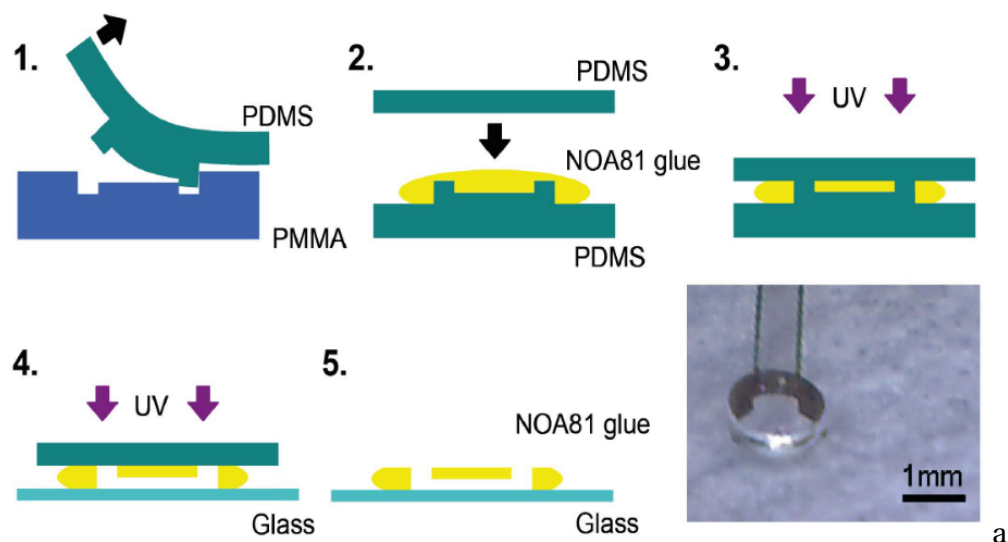 1.
PDMS
PMMA
2.
PDMS
NOA81 glue
PDMS
3.
UV
4.
UV
Glass
5.
NOA81 glue
Glass
1mm
a